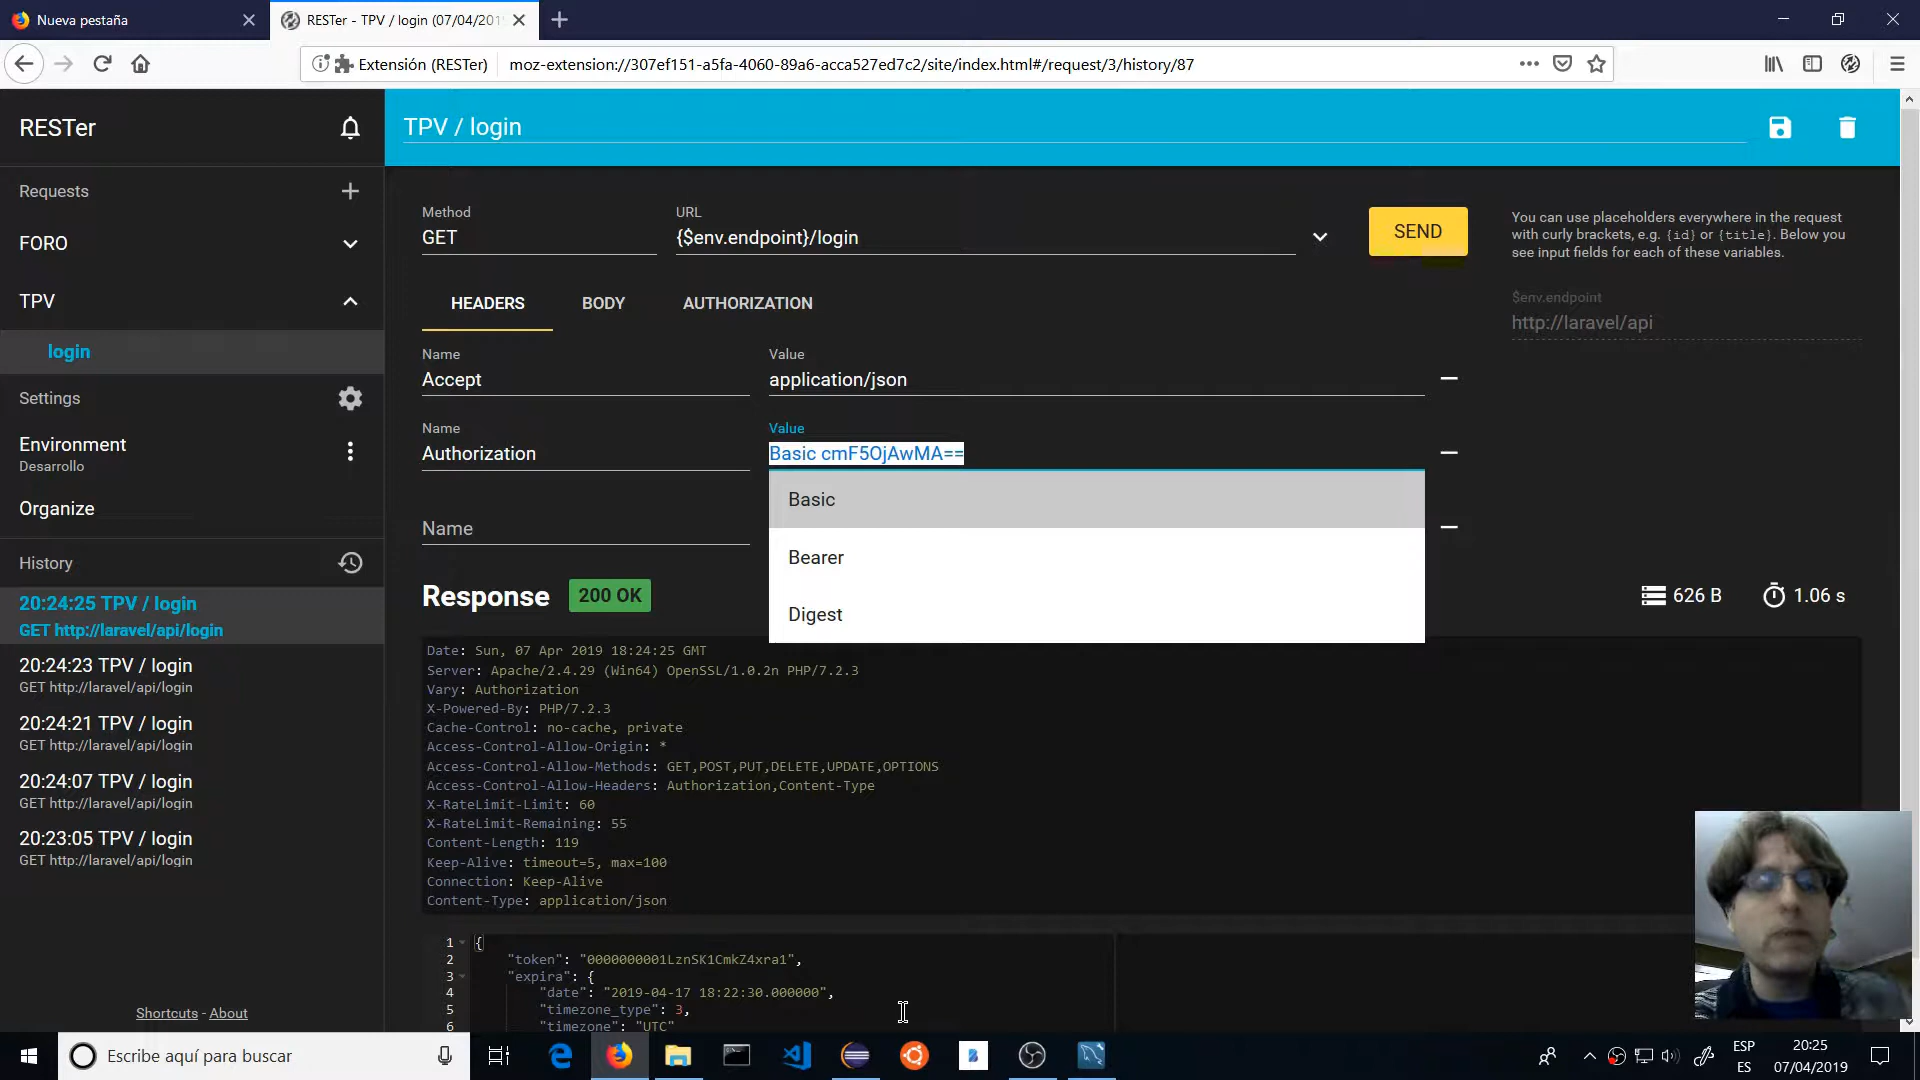 Nueva pestaña
RESTer - TPV / login (07/04/201
Extensión (RESTer)
moz-extension://307ef151-a5fa-4060-89a6-acca527ed7c2/site/index.html#/request/3/history/87
RESTer
Requests
FORO
TPV
login
Settings
Environment
Desarrollo
Organize
History
20:24:25 TPV / login
GET http://laravel/api/login
20:24:23 TPV / login
GET http://laravel/api/login
20:24:21 TPV / login
GET http://laravel/api/login
20:24:07 TPV / login
GET http://laravel/api/login
20:23:05 TPV / login
GET http://laravel/api/login
Shortcuts - About
TPV / login
Method
GET
URL
{$env.endpoint}/login
SEND
You can use placeholders everywhere in the request
with curly brackets, e.g. {id} or {title}. Below you
see input fields for each of these variables.
$env.endpoint
http://laravel/api
HEADERS
BODY
AUTHORIZATION
Name
Accept
Value
application/json
Name
Authorization
Value
Basic cmF5OjAwMA==
Name
Basic
Bearer
Digest
Response
200 OK
626 B
1.06 s
Date: Sun, 07 Apr 2019 18:24:25 GMT
Server: Apache/2.4.29 (Win64) OpenSSL/1.0.2n PHP/7.2.3
Vary: Authorization
X-Powered-By: PHP/7.2.3
Cache-Control: no-cache, private
Access-Control-Allow-Origin: *
Access-Control-Allow-Methods: GET,POST,PUT,DELETE,UPDATE,OPTIONS
Access-Control-Allow-Headers: Authorization,Content-Type
X-RateLimit-Limit: 60
X-RateLimit-Remaining: 55
Content-Length: 119
Keep-Alive: timeout=5, max=100
Connection: Keep-Alive
Content-Type: application/json
1 {
2 "token": "0000000001LznSK1CmkZ4xra1",
3 "expira": {
4 "date": "2019-04-17 18:22:30.000000",
5 "timezone_type": 3,
6 "timezone": "UTC"
Escribe aquí para buscar
ESP
ES
20:25
07/04/2019